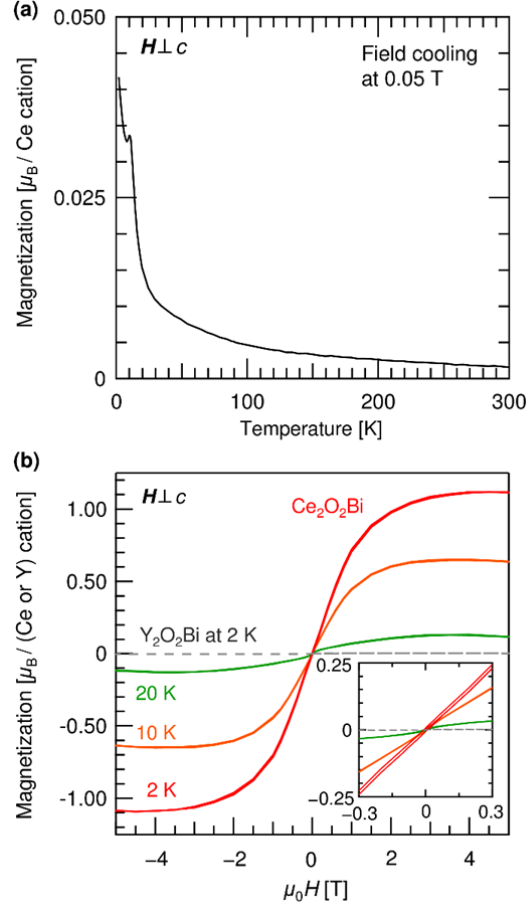 (a)
0.050
H⊥c
Field cooling
at 0.05 T
Magnetization [μB / Ce cation]
0.025
0
0 100 200 300
Temperature [K]
(b)
H⊥c
Ce2O2Bi
Magnetization [μB / (Ce or Y) cation]
1.00
0.50
Y2O2Bi at 2 K
0
20 K
-0.50
10 K
-1.00
2 K
0.25
0
−0.25
−0.3 0 0.3
−4 −2 0 2 4
μ0H [T]